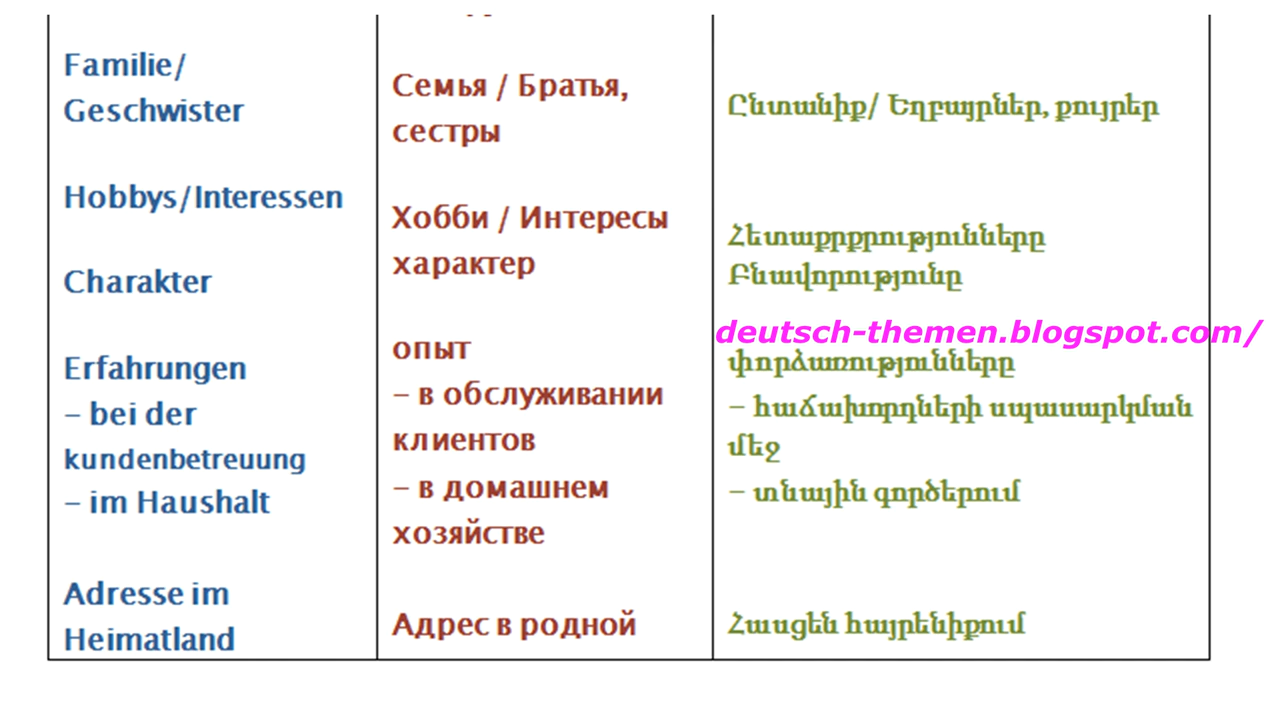 Familie/
Geschwister
Hobbys/Interessen
Charakter
Erfahrungen
– bei der
kundenbetreuung
– im Haushalt
Adresse im
Heimatland
Семья / Братья,
сестры
Хобби / Интересы
характер
опыт
– в обслуживании
клиентов
– в домашнем
хозяйстве
Адрес в родной
Ընտանիք/ Եղբայրներ, քույրեր
Հետաքրքրությունները
Բնավորությունը
deutsch-themen.blogspot.com/
փորձառությունները
– հաճախորդների սպասարկման
մեջ
– տնային գործերում
Հասցեն հայրենիքում